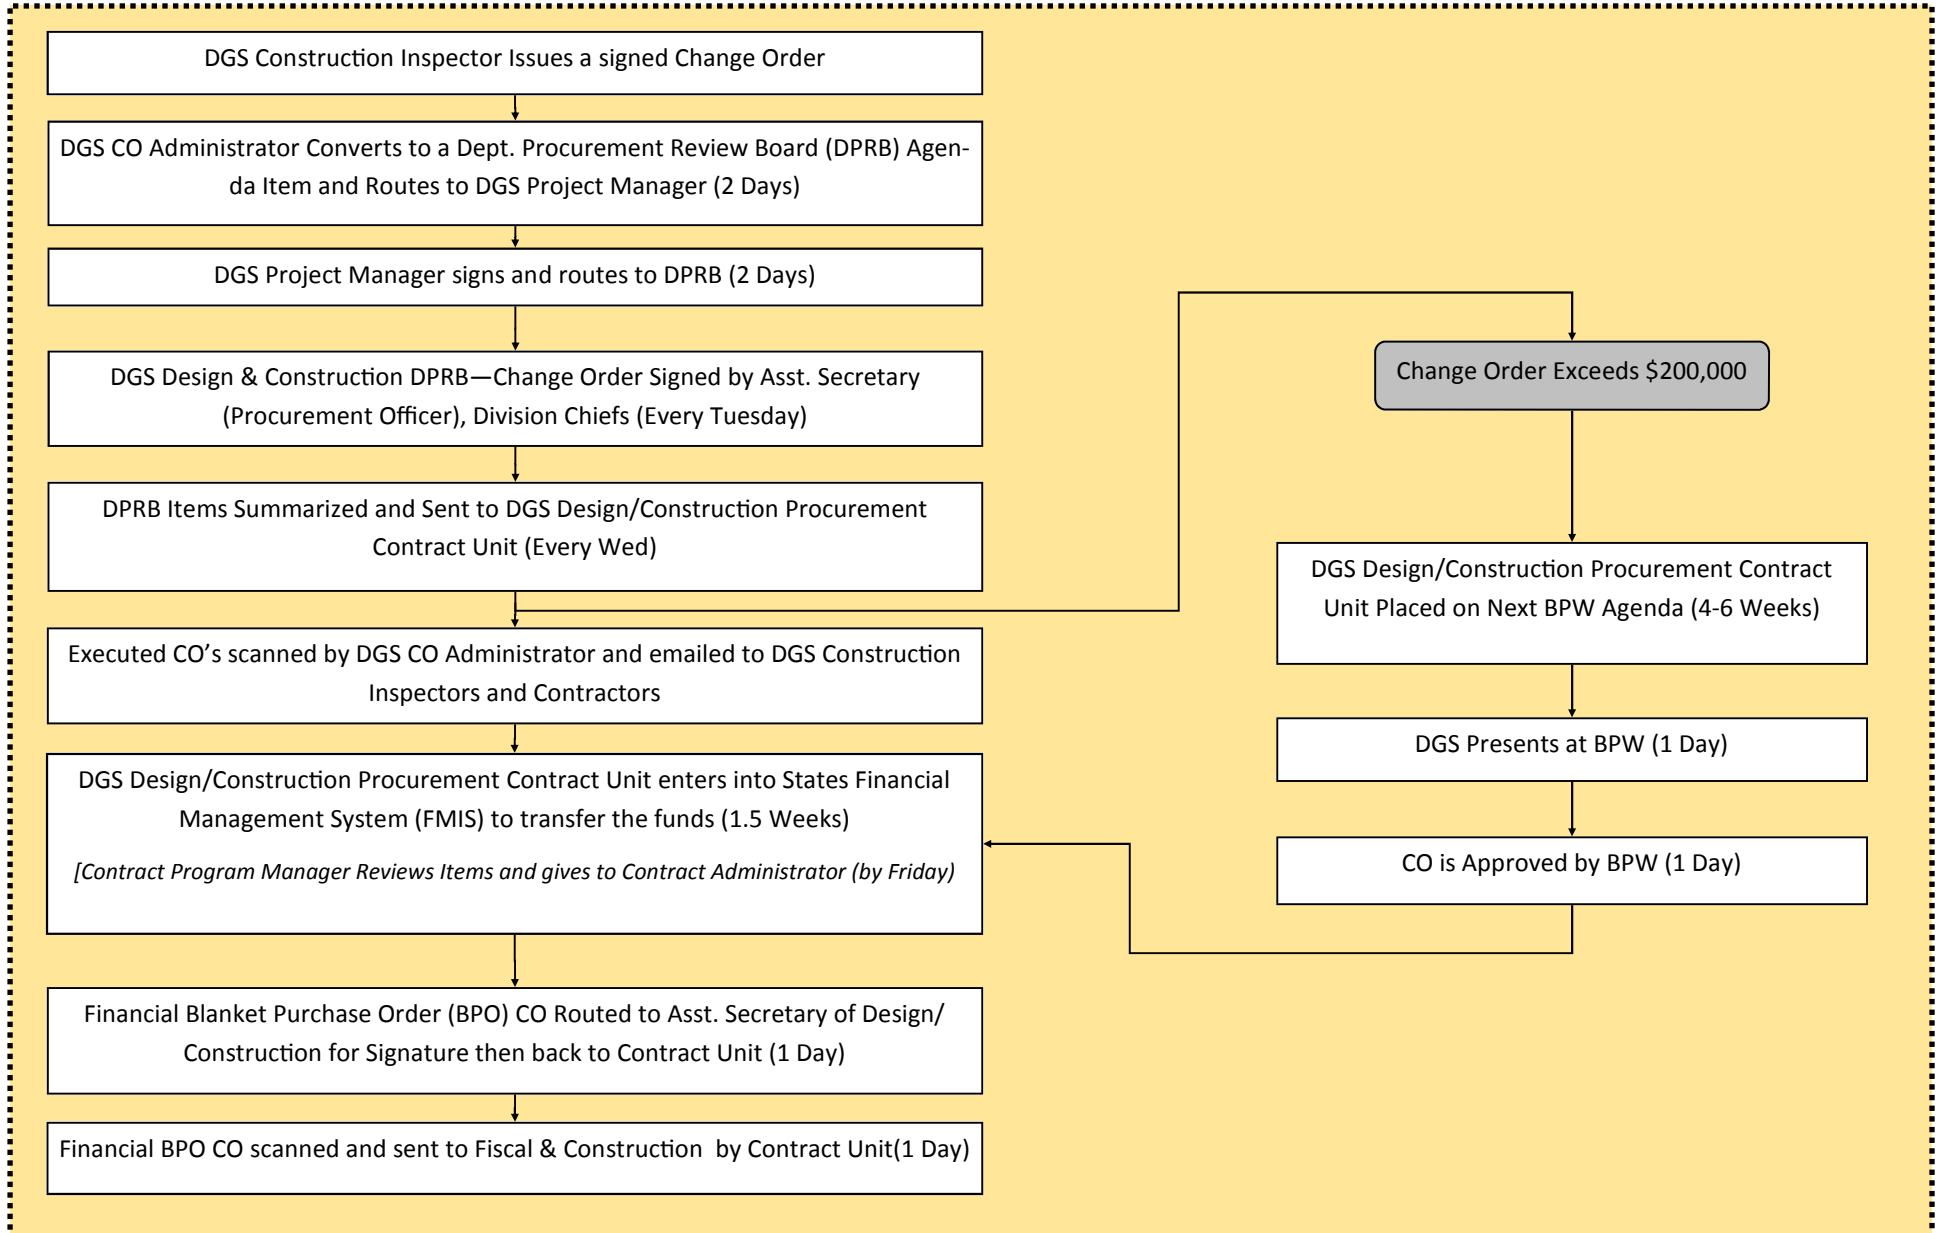 DGS Construction Inspector Issues a signed Change Order
DGS CO Administrator Converts to a Dept. Procurement Review Board (DPRB) Agen-
da Item and Routes to DGS Project Manager (2 Days)
DGS Project Manager signs and routes to DPRB (2 Days)
DGS Design & Construction DPRB—Change Order Signed by Asst. Secretary
(Procurement Officer), Division Chiefs (Every Tuesday)
DPRB Items Summarized and Sent to DGS Design/Construction Procurement
Contract Unit (Every Wed)
Executed CO's scanned by DGS CO Administrator and emailed to DGS Construction
Inspectors and Contractors
DGS Design/Construction Procurement Contract Unit enters into States Financial
Management System (FMIS) to transfer the funds (1.5 Weeks)
[Contract Program Manager Reviews Items and gives to Contract Administrator (by Friday)
Financial Blanket Purchase Order (BPO) CO Routed to Asst. Secretary of Design/
Construction for Signature then back to Contract Unit (1 Day)
Financial BPO CO scanned and sent to Fiscal & Construction  by Contract Unit(1 Day)
Change Order Exceeds $200,000
DGS Design/Construction Procurement Contract
Unit Placed on Next BPW Agenda (4-6 Weeks)
DGS Presents at BPW (1 Day)
CO is Approved by BPW (1 Day)